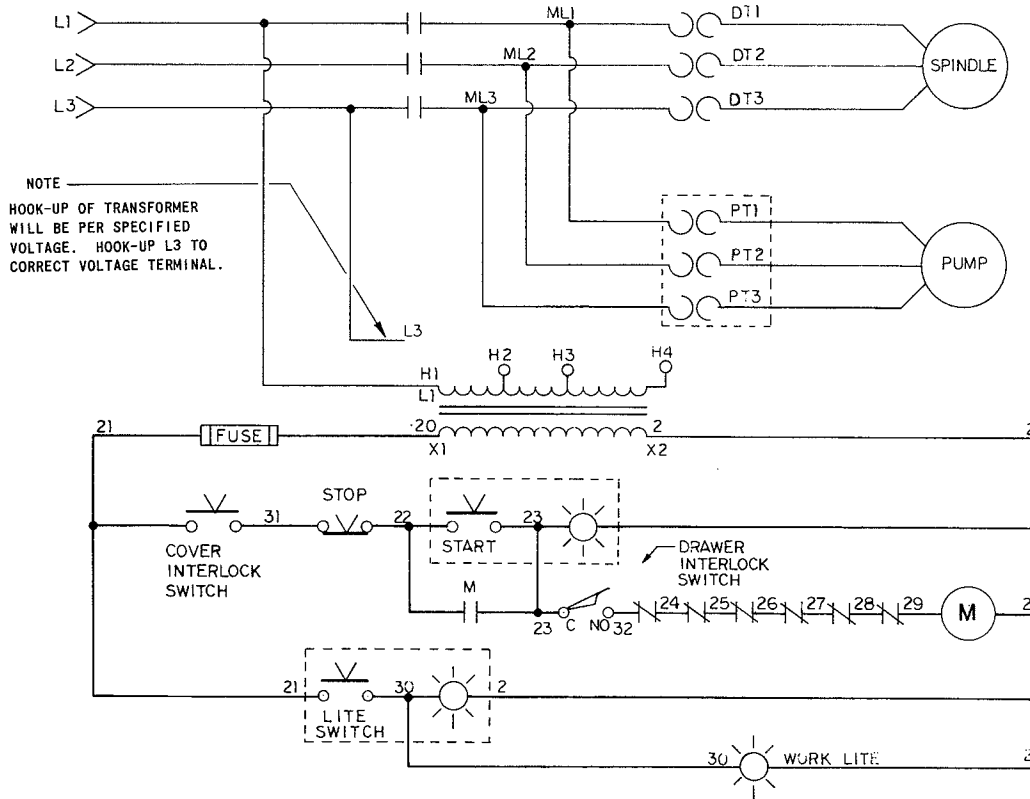 L1
ML1
DT1
L2
ML2
DT2
SPINDLE
L3
ML3
DT3
NOTE
HOOK-UP OF TRANSFORMER
WILL BE PER SPECIFIED
VOLTAGE. HOOK-UP L3 TO
CORRECT VOLTAGE TERMINAL.
PT1
PT2
PUMP
PT3
L3
H1
H2
H3
H4
L1
21
FUSE
20
2
2
X1
X2
STOP
31
22
23
START
COVER
INTERLOCK
SWITCH
DRAWER
INTERLOCK
SWITCH
M
23
C
NO
32
24
25
26
27
28
29
M
2
21
30
2
LITE
SWITCH
30
WORK LITE
2